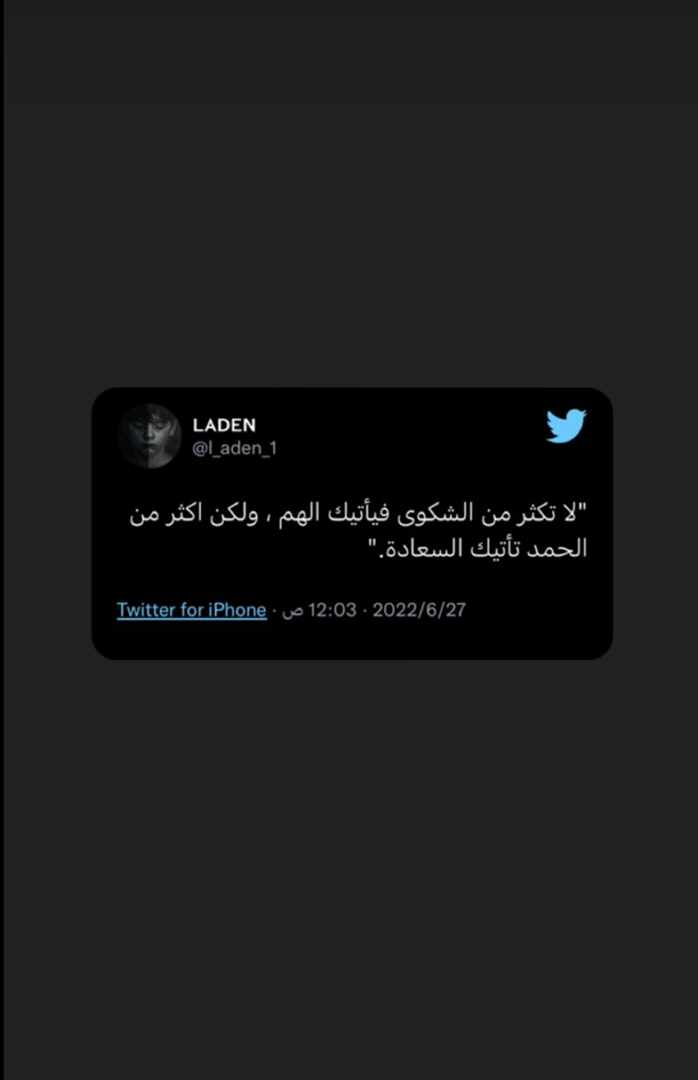 LADEN
@l_aden_1
"لا تكثر من الشكوى فيأتيك الهم ، ولكن اكثر من
الحمد تأتيك السعادة."
2022/6/27 · 12:03 ص · Twitter for iPhone